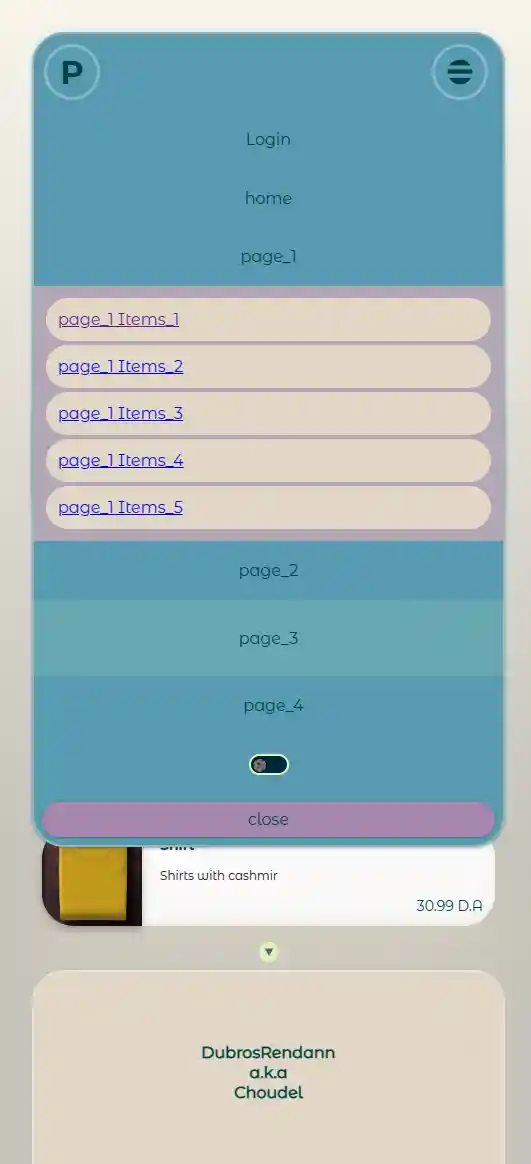 P
Login
home
page_1
page_1 Items_1
page_1 Items_2
page_1 Items_3
page_1 Items_4
page_1 Items_5
page_2
page_3
page_4
close
Shirt
Shirts with cashmir
30.99 D.A
DubrosRendann
a.k.a
Choudel